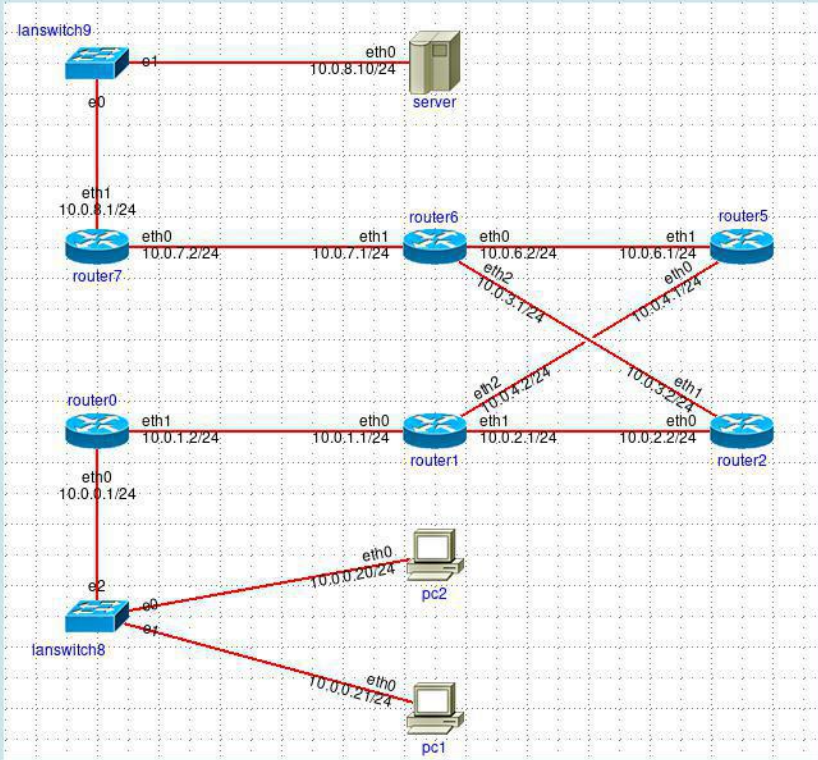 lanswitch9
e1
eth0
10.0.8.10/24
server
e0
eth1
10.0.8.1/24
router7
eth0
10.0.7.2/24
eth1
10.0.7.1/24
router6
eth0
10.0.6.2/24
eth1
10.0.6.1/24
router5
eth2
10.0.3.1/24
eth0
10.0.4.1/24
eth2
10.0.4.2/24
eth1
10.0.3.2/24
router0
eth1
10.0.1.2/24
eth0
10.0.1.1/24
router1
eth1
10.0.2.1/24
eth0
10.0.2.2/24
router2
eth0
10.0.0.1/24
e2
e0
e1
lanswitch8
eth0
10.0.0.20/24
pc2
eth0
10.0.0.21/24
pc1